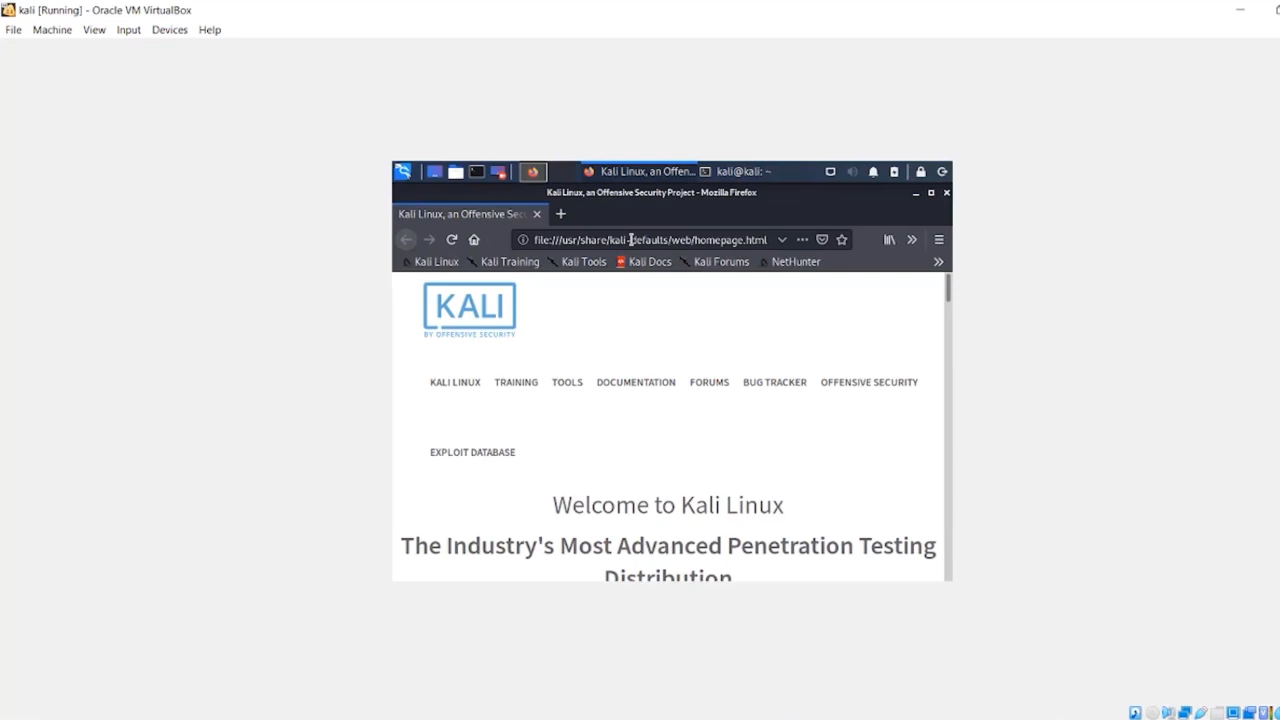 kali [Running] - Oracle VM VirtualBox
File Machine View Input Devices Help
Kali Linux, an Offen... kali@kali: ~
Kali Linux, an Offensive Security Project - Mozilla Firefox
Kali Linux, an Offensive Secu
file:///usr/share/kali-defaults/web/homepage.html
Kali Linux Kali Training Kali Tools Kali Docs Kali Forums NetHunter
KALI
BY OFFENSIVE SECURITY
KALI LINUX TRAINING TOOLS DOCUMENTATION FORUMS BUG TRACKER OFFENSIVE SECURITY
EXPLOIT DATABASE
Welcome to Kali Linux
The Industry's Most Advanced Penetration Testing
Distribution